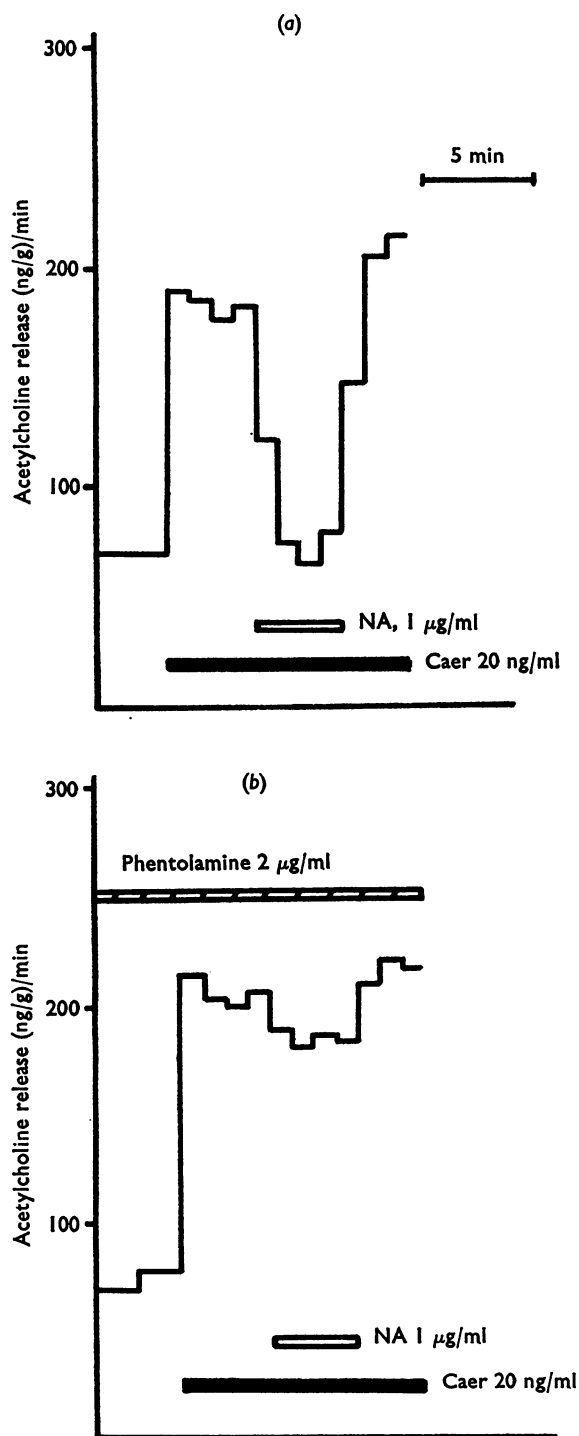 (a)
300
5 min
Acetylcholine release (ng/g)/min
200
100
NA, 1 μg/ml
Caer 20 ng/ml
(b)
300
Phentolamine 2 μg/ml
Acetylcholine release (ng/g)/min
200
100
NA 1 μg/ml
Caer 20 ng/ml